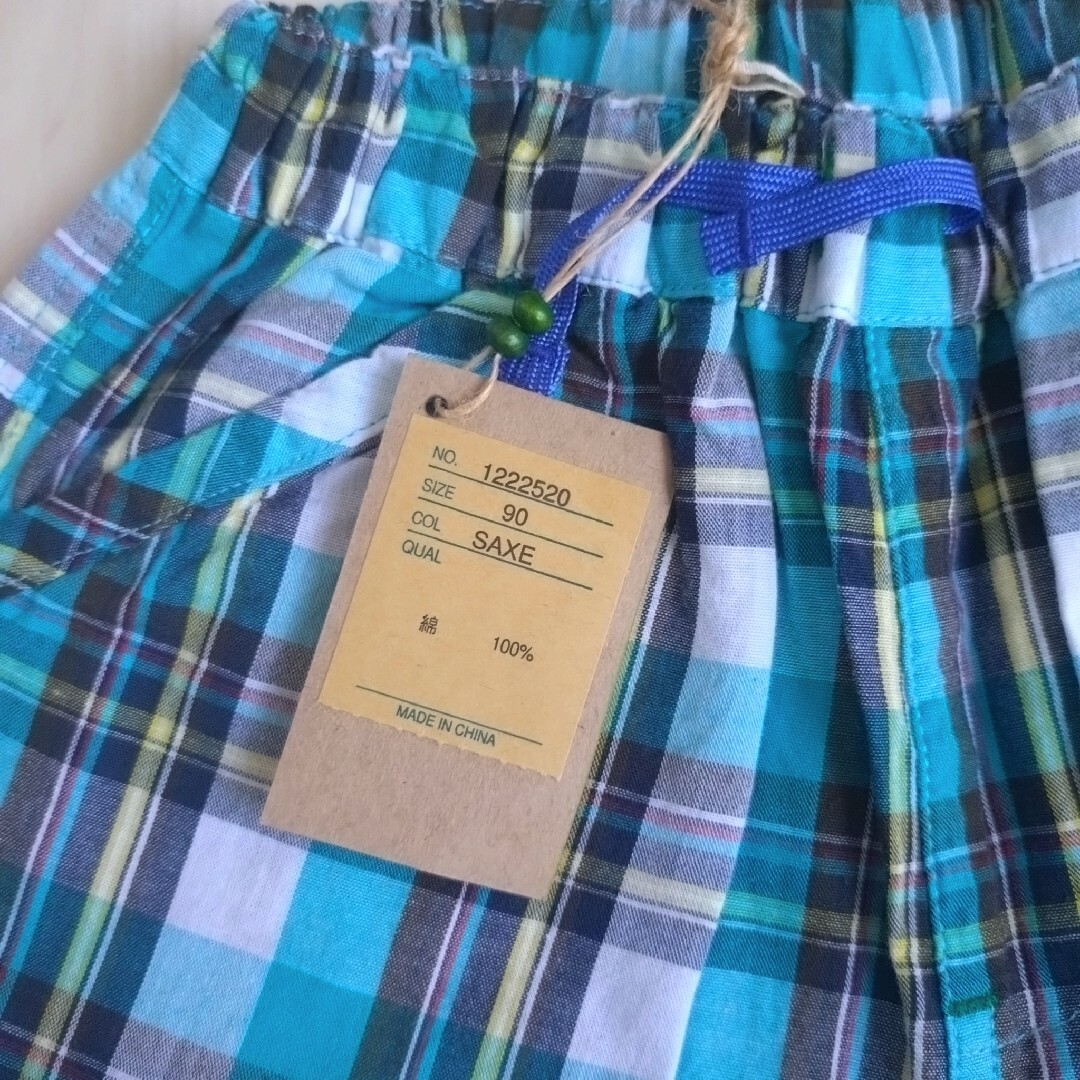 NO. 1222520
SIZE 90
COL SAXE
QUAL
綿 100%
MADE IN CHINA